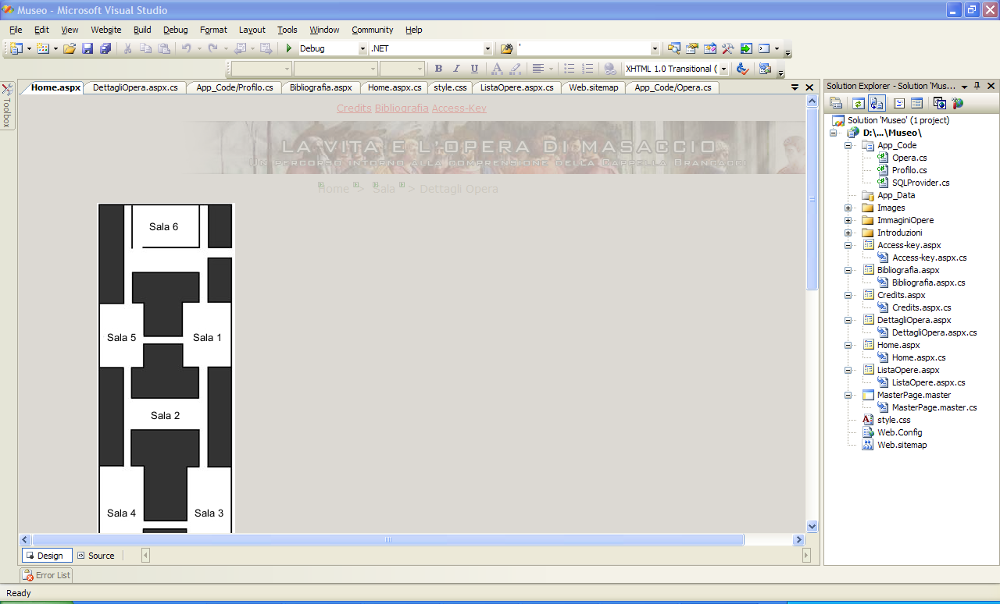 Museo - Microsoft Visual Studio
File Edit View Website Build Debug Format Layout Tools Window Community Help
Debug .NET '
B I U A XHTML 1.0 Transitional (
Toolbox
Home.aspx DettagliOpera.aspx.cs App_Code/Profilo.cs Bibliografia.aspx Home.aspx.cs style.css ListaOpere.aspx.cs Web.sitemap App_Code/Opera.cs
Credits Bibliografia Access-Key
LA VITA E L'OPERA DI MASACCIO
UN PERCORSO INTORNO ALLA COMPRENSIONE DELLA CAPPELLA BRANCACCI
Home > Sala > Dettagli Opera
Sala 6
Sala 5 Sala 1
Sala 2
Sala 4 Sala 3
Design Source
Error List
Ready
Solution Explorer - Solution 'Mus...
Solution 'Museo' (1 project)
D:\...\Museo\
App_Code
Opera.cs
Profilo.cs
SQLProvider.cs
App_Data
Images
ImmaginiOpere
Introduzioni
Access-key.aspx
Access-key.aspx.cs
Bibliografia.aspx
Bibliografia.aspx.cs
Credits.aspx
Credits.aspx.cs
DettagliOpera.aspx
DettagliOpera.aspx.cs
Home.aspx
Home.aspx.cs
ListaOpere.aspx
ListaOpere.aspx.cs
MasterPage.master
MasterPage.master.cs
style.css
Web.Config
Web.sitemap